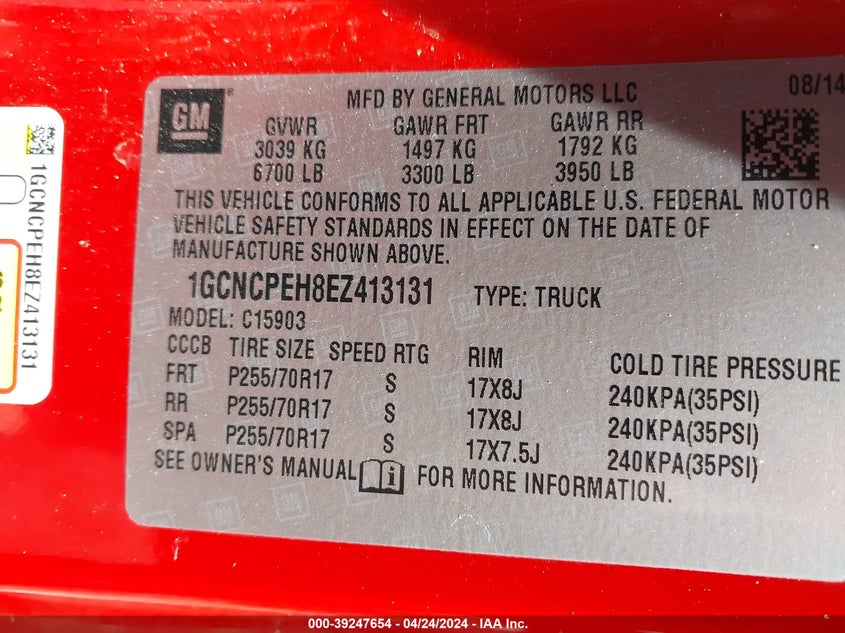 GM
MFD BY GENERAL MOTORS LLC 08/14
GVWR GAWR FRT GAWR RR
3039 KG 1497 KG 1792 KG
6700 LB 3300 LB 3950 LB
THIS VEHICLE CONFORMS TO ALL APPLICABLE U.S. FEDERAL MOTOR
VEHICLE SAFETY STANDARDS IN EFFECT ON THE DATE OF
MANUFACTURE SHOWN ABOVE.
1GCNCPEH8EZ413131 TYPE: TRUCK
MODEL: C15903
CCCB TIRE SIZE SPEED RTG RIM COLD TIRE PRESSURE
FRT P255/70R17 S 17X8J 240KPA(35PSI)
RR P255/70R17 S 17X8J 240KPA(35PSI)
SPA P255/70R17 S 17X7.5J 240KPA(35PSI)
SEE OWNER'S MANUAL FOR MORE INFORMATION.
1GCNCPEH8EZ413131
000-39247654 - 04/24/2024 - IAA Inc.